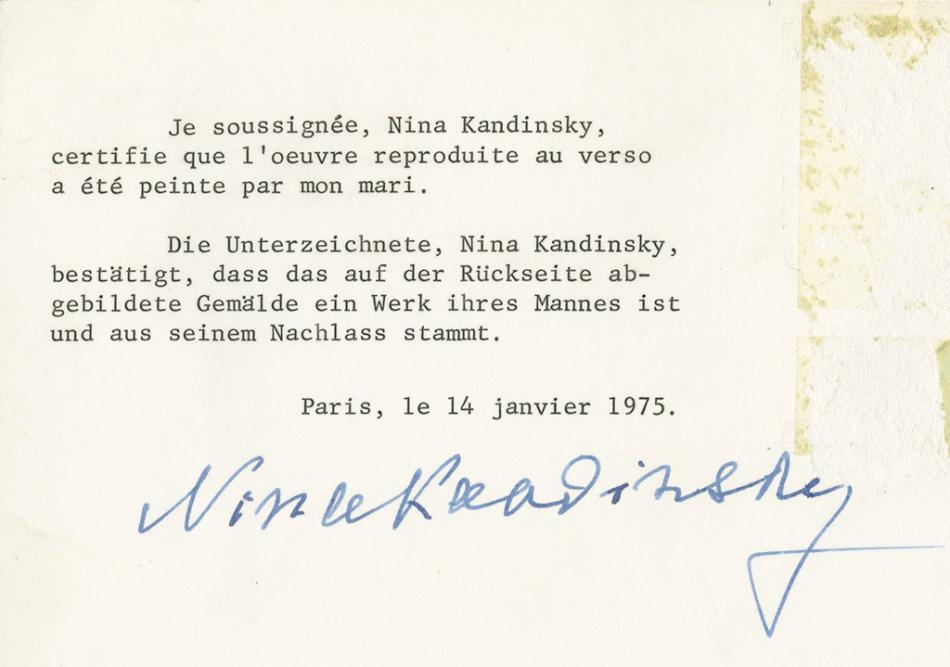 Je soussignée, Nina Kandinsky,
certifie que l'oeuvre reproduite au verso
a été peinte par mon mari.
Die Unterzeichnete, Nina Kandinsky,
bestätigt, dass das auf der Rückseite ab-
gebildete Gemälde ein Werk ihres Mannes ist
und aus seinem Nachlass stammt.
Paris, le 14 janvier 1975.
Nina Kandinsky